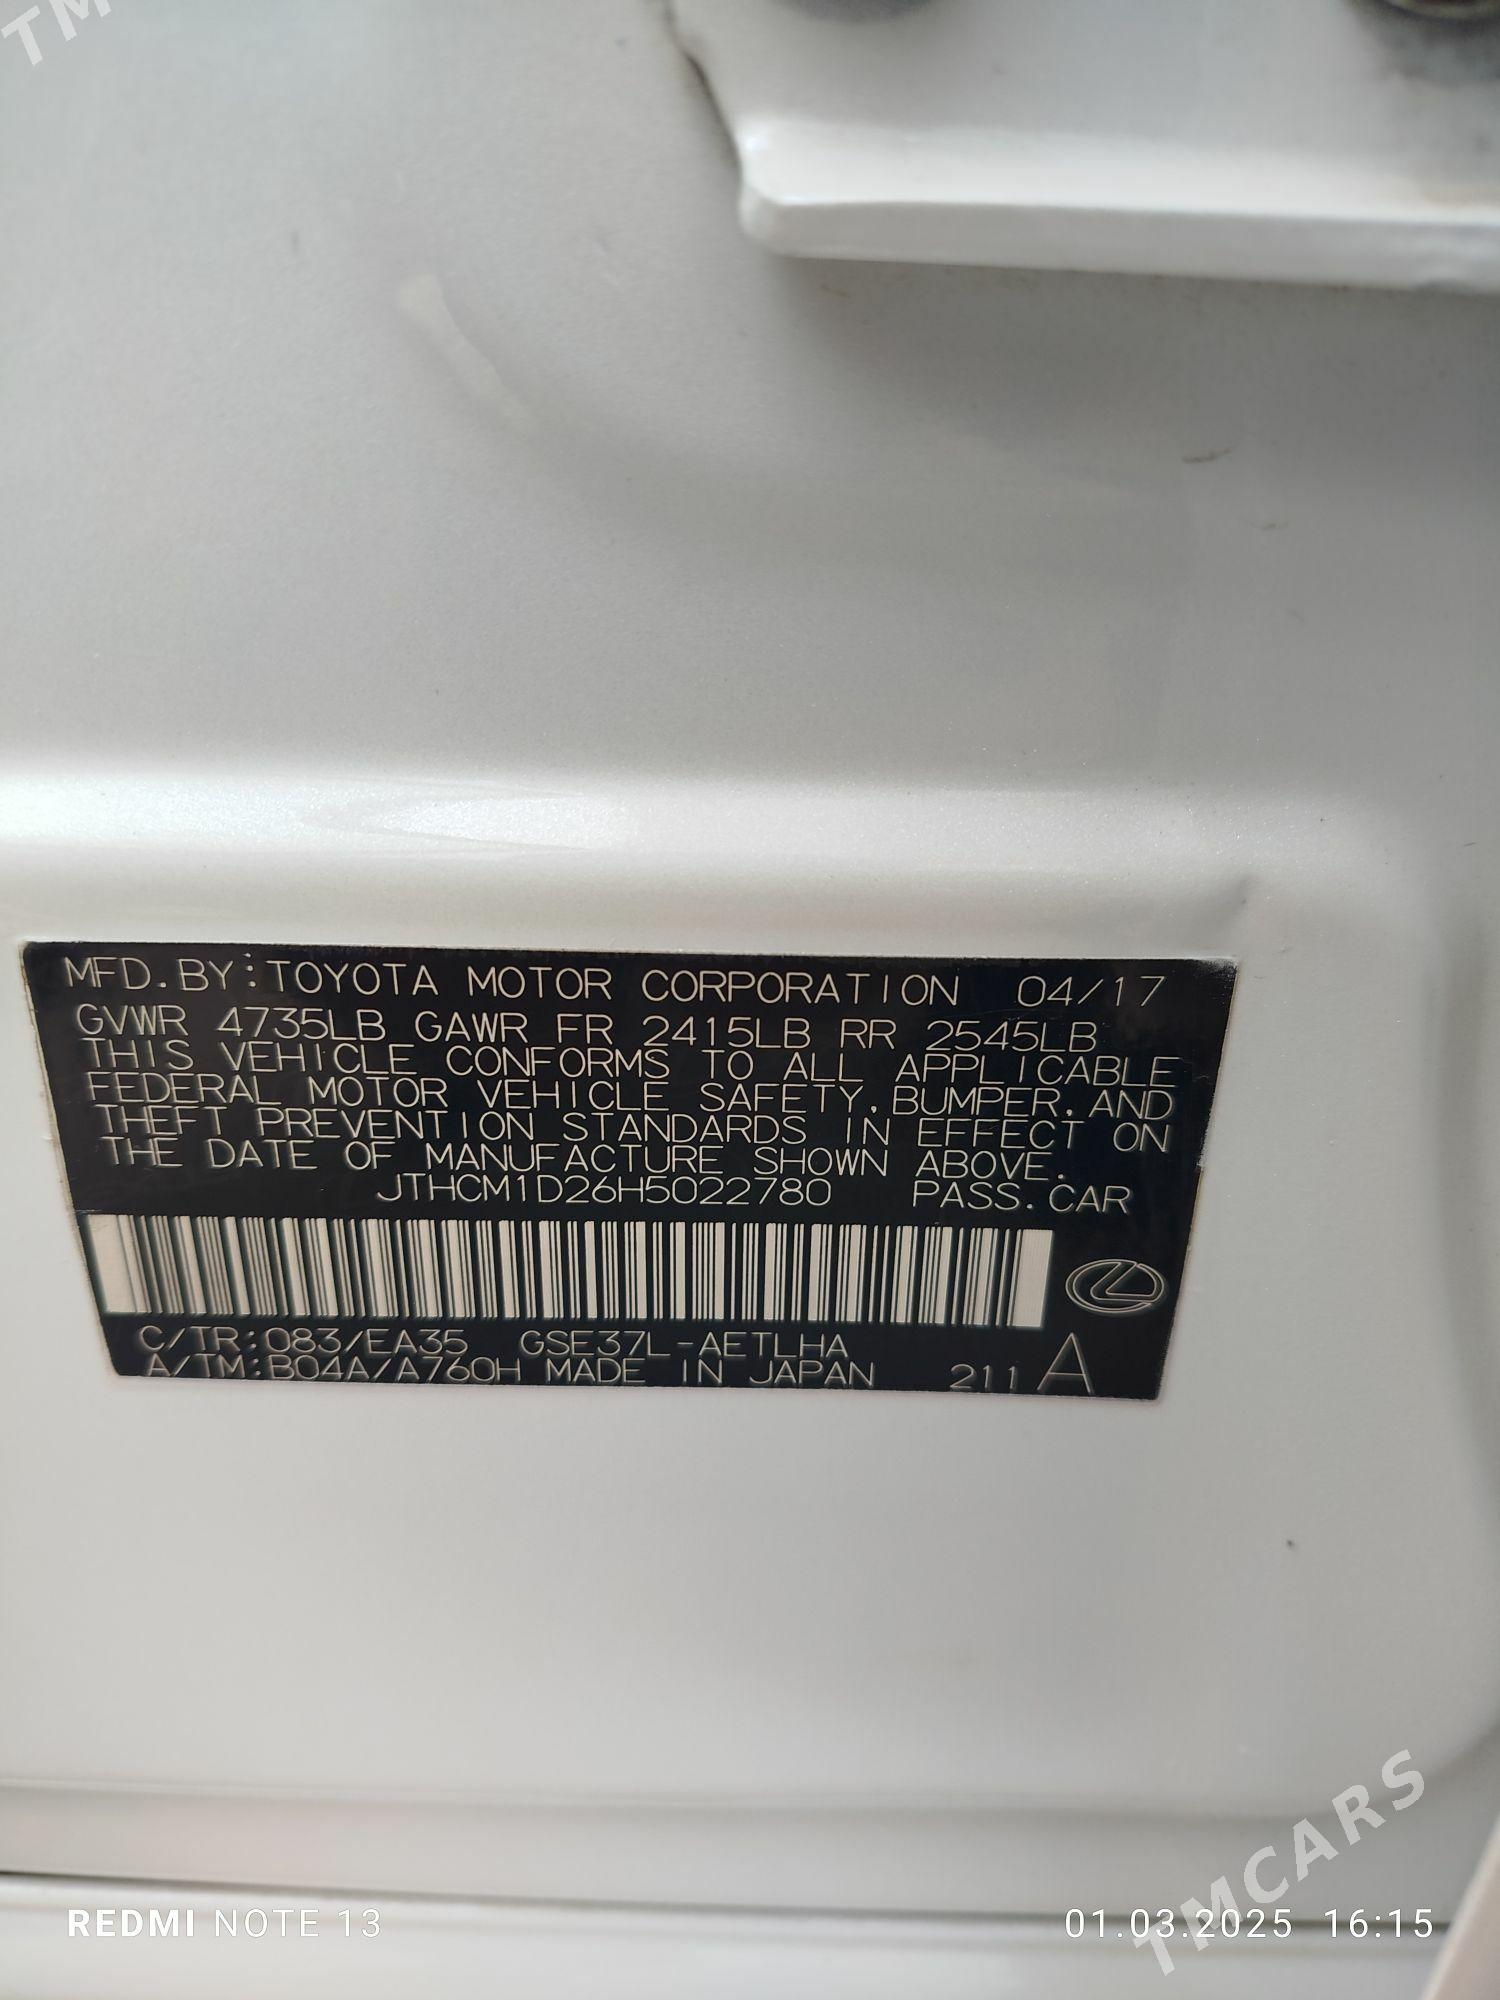 TM
MFD. BY: TOYOTA MOTOR CORPORATION 04/17
GVWR 4735LB GAWR FR 2415LB RR 2545LB
THIS VEHICLE CONFORMS TO ALL APPLICABLE
FEDERAL MOTOR VEHICLE SAFETY, BUMPER, AND
THEFT PREVENTION STANDARDS IN EFFECT ON
THE DATE OF MANUFACTURE SHOWN ABOVE.
JTHCM1D26H5022780 PASS. CAR
C/TR: 083/EA35 GSE37L-AETLHA
A/TM: B04A/A760H MADE IN JAPAN 211 A
TMCARS
REDMI NOTE 13 01.03.2025 16:15